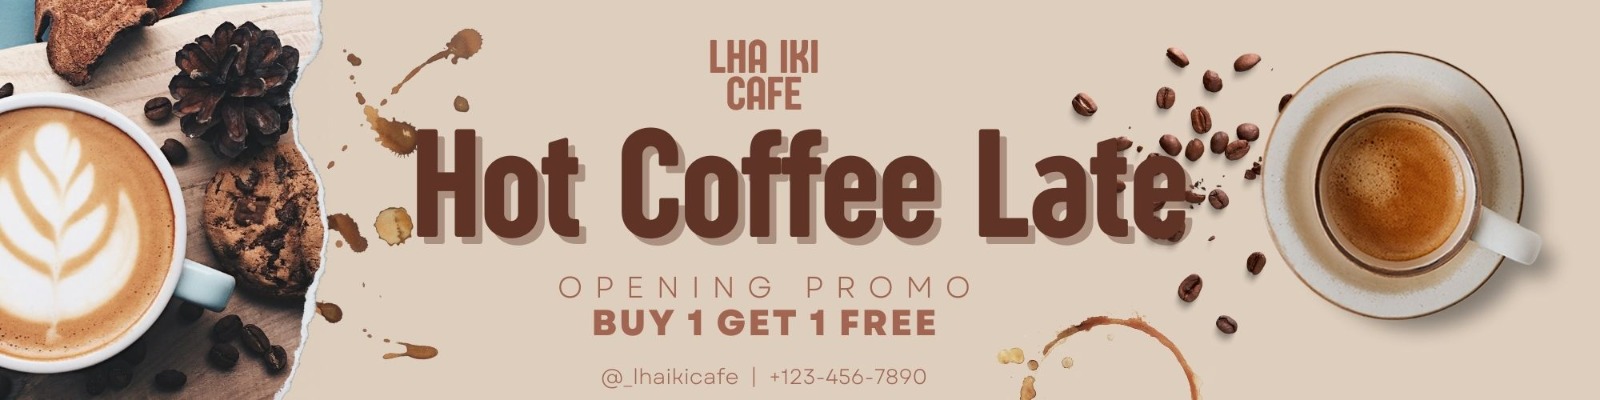 LHA IKI
CAFE
Hot Coffee Late
OPENING PROMO
BUY 1 GET 1 FREE
@_lhaikicafe | +123-456-7890